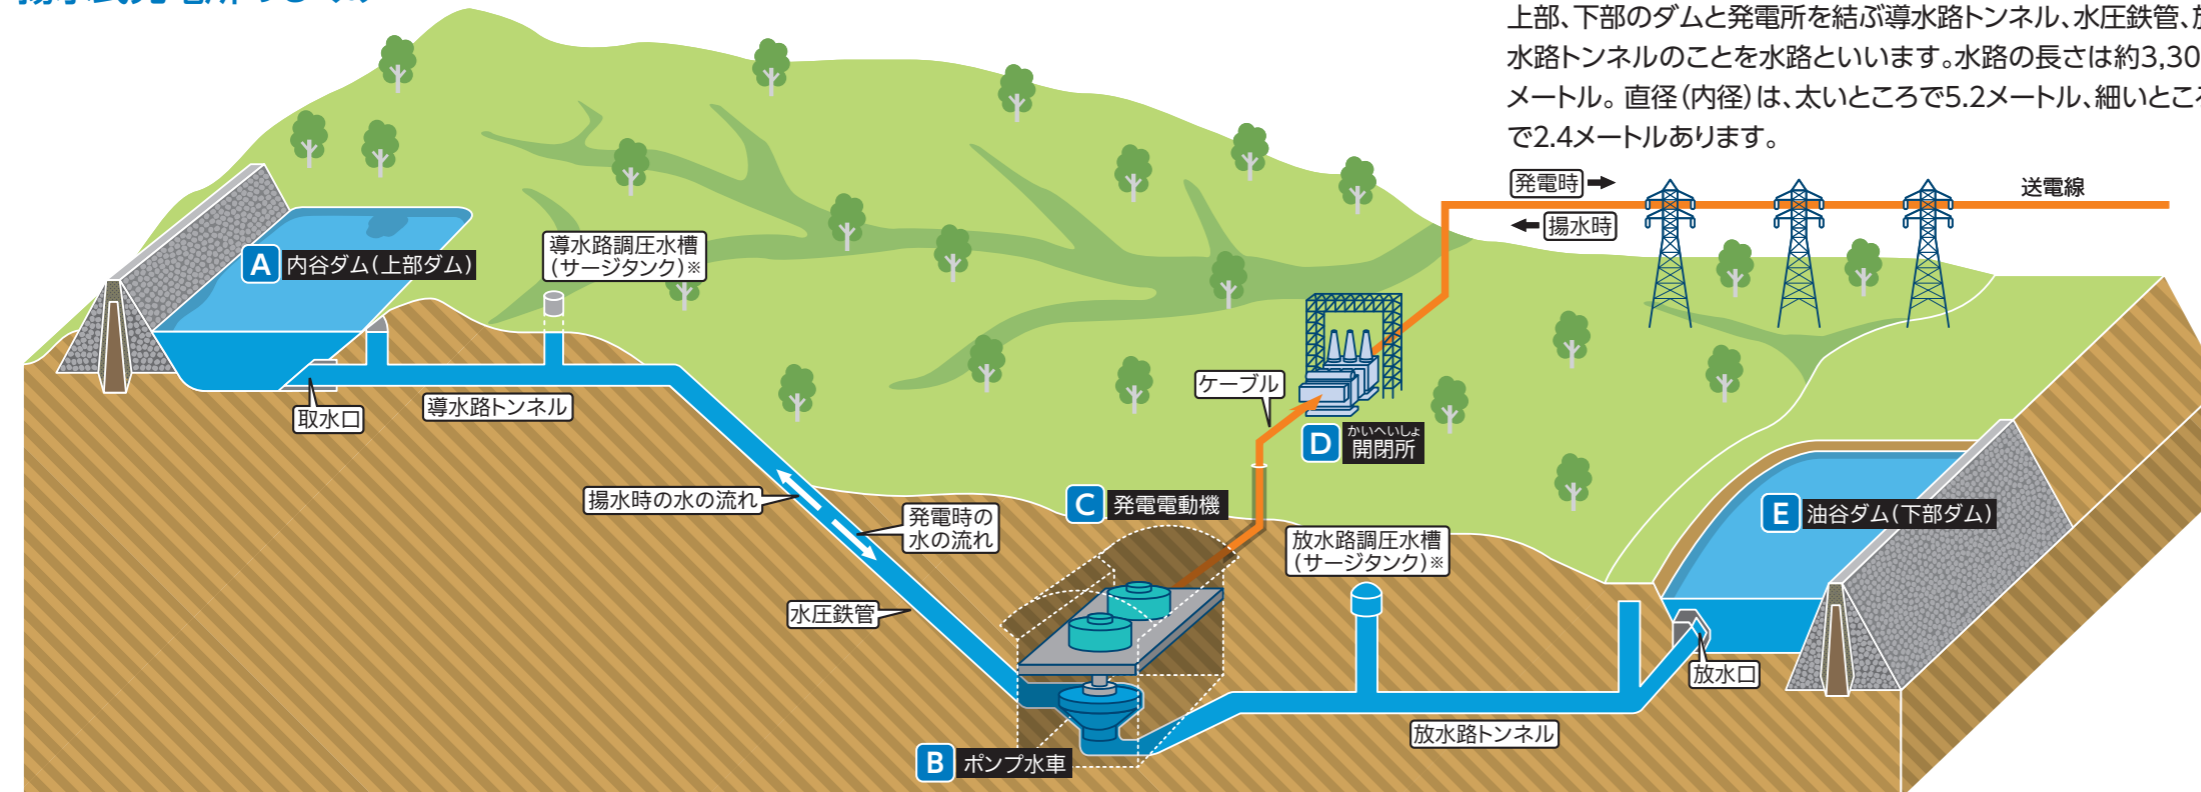 上部、下部のダムと発電所を結ぶ導水路トンネル、水圧鉄管、放
水路トンネルのことを水路といいます。水路の長さは約3,30
メートル。直径(内径)は、太いところで5.2メートル、細いところ
で2.4メートルあります。
発電時
揚水時
送電線
A 内谷ダム(上部ダム)
導水路調圧水槽
(サージタンク)※
取水口
導水路トンネル
ケーブル
D かいへいしょ
開閉所
揚水時の水の流れ
発電時の
水の流れ
C 発電電動機
放水路調圧水槽
(サージタンク)※
E 油谷ダム(下部ダム)
水圧鉄管
放水口
放水路トンネル
B ポンプ水車